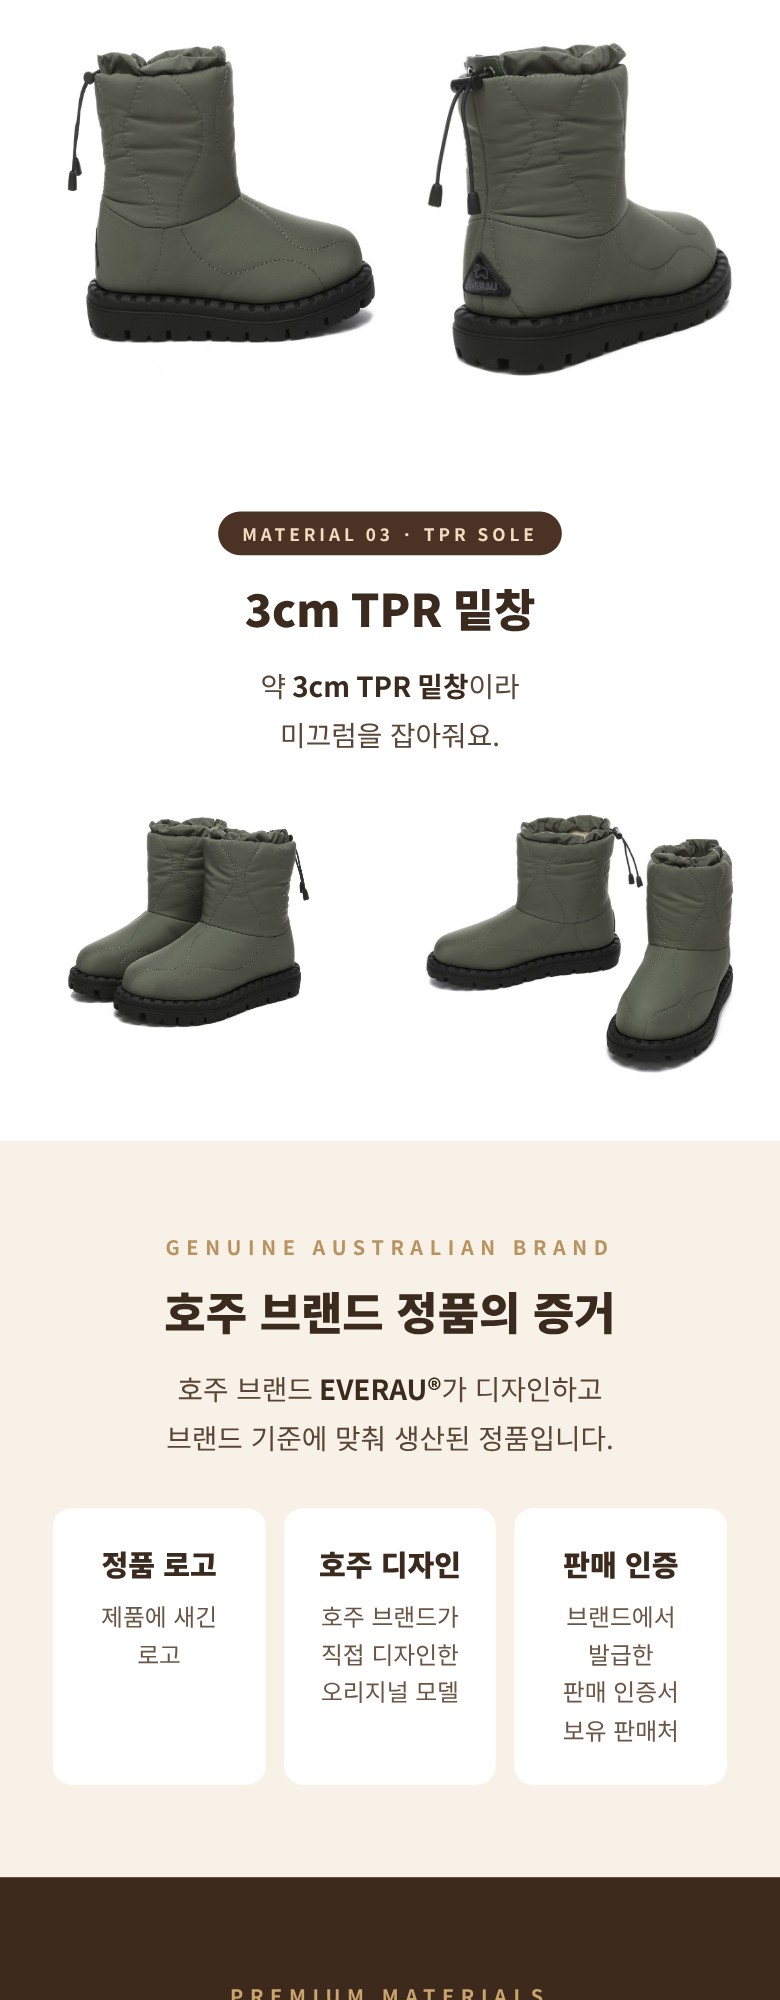 EVERAU
MATERIAL 03 · TPR SOLE
3cm TPR 밑창
약 3cm TPR 밑창이라
미끄럼을 잡아줘요.
GENUINE AUSTRALIAN BRAND
호주 브랜드 정품의 증거
호주 브랜드 EVERAU®가 디자인하고
브랜드 기준에 맞춰 생산된 정품입니다.
정품 로고
제품에 새긴
로고
호주 디자인
호주 브랜드가
직접 디자인한
오리지널 모델
판매 인증
브랜드에서
발급한
판매 인증서
보유 판매처
PREMIUM MATERIALS